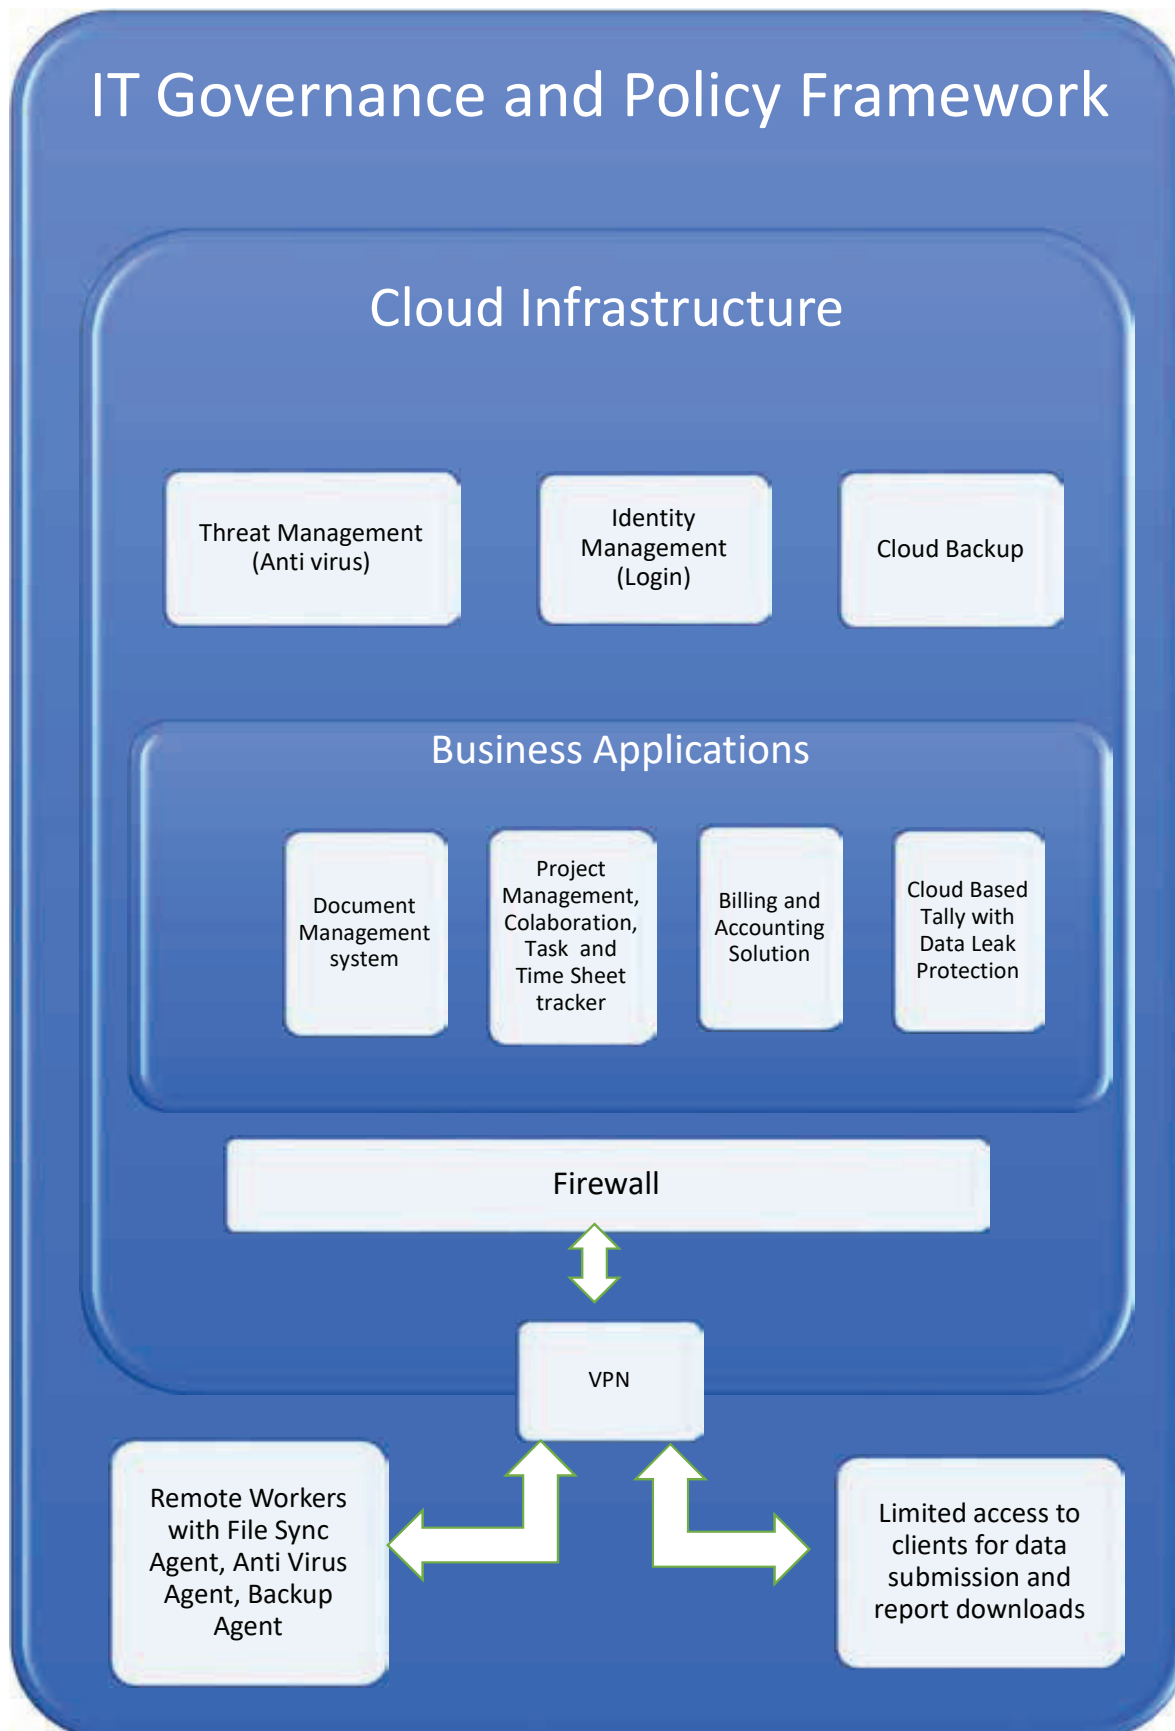 IT Governance and Policy Framework
Cloud Infrastructure
Threat Management
(Anti virus)
Identity
Management
(Login)
Cloud Backup
Business Applications
Document
Management
system
Project
Management,
Colaboration,
Task and
Time Sheet
tracker
Billing and
Accounting
Solution
Cloud Based
Tally with
Data Leak
Protection
Firewall
VPN
Remote Workers
with File Sync
Agent, Anti Virus
Agent, Backup
Agent
Limited access to
clients for data
submission and
report downloads